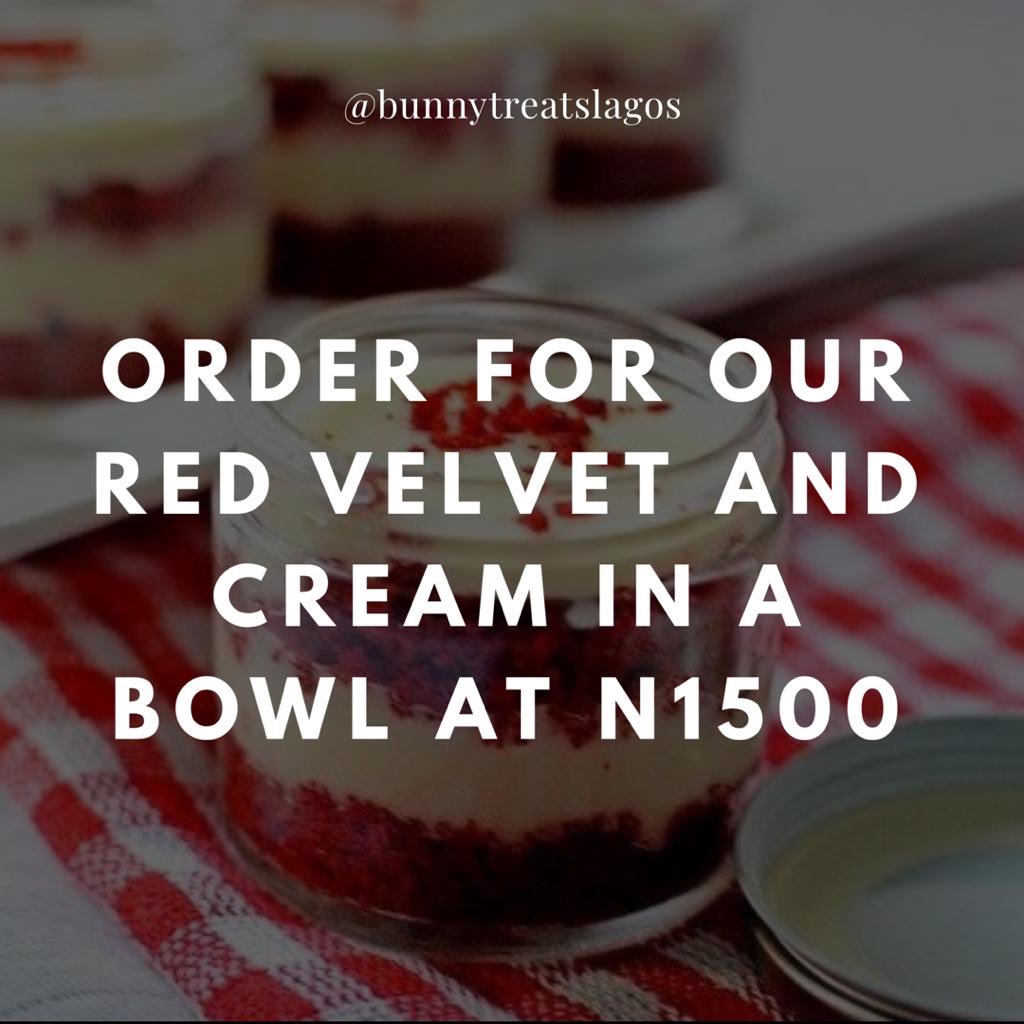 @bunnytreatslagos
ORDER FOR OUR
RED VELVET AND
CREAM IN A
BOWL AT N1500